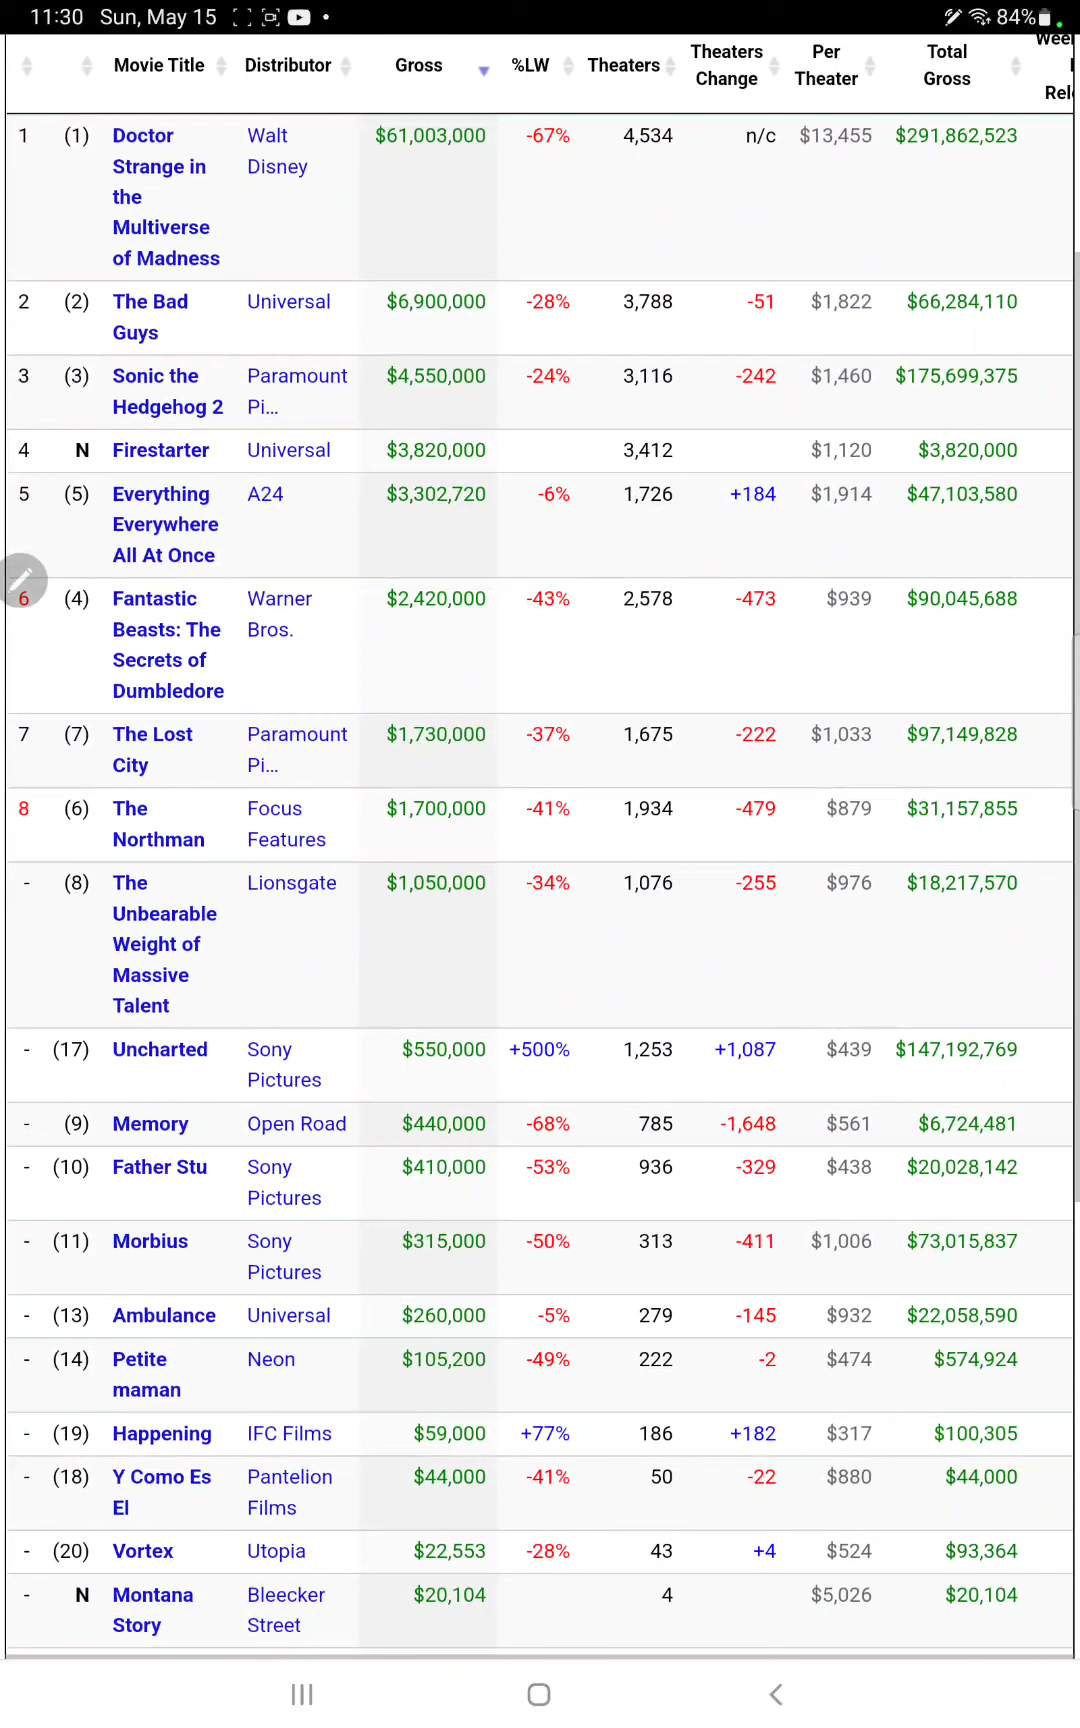 11:30 Sun, May 15 84%
Movie Title Distributor Gross %LW Theaters Theaters Change Per Theater Total Gross
1 (1) Doctor Walt $61,003,000 -67% 4,534 n/c $13,455 $291,862,523
Strange in Disney
the
Multiverse
of Madness
2 (2) The Bad Universal $6,900,000 -28% 3,788 -51 $1,822 $66,284,110
Guys
3 (3) Sonic the Paramount $4,550,000 -24% 3,116 -242 $1,460 $175,699,375
Hedgehog 2 Pi...
4 N Firestarter Universal $3,820,000 3,412 $1,120 $3,820,000
5 (5) Everything A24 $3,302,720 -6% 1,726 +184 $1,914 $47,103,580
Everywhere
All At Once
6 (4) Fantastic Warner $2,420,000 -43% 2,578 -473 $939 $90,045,688
Beasts: The Bros.
Secrets of
Dumbledore
7 (7) The Lost Paramount $1,730,000 -37% 1,675 -222 $1,033 $97,149,828
City Pi...
8 (6) The Focus $1,700,000 -41% 1,934 -479 $879 $31,157,855
Northman Features
- (8) The Lionsgate $1,050,000 -34% 1,076 -255 $976 $18,217,570
Unbearable
Weight of
Massive
Talent
- (17) Uncharted Sony $550,000 +500% 1,253 +1,087 $439 $147,192,769
Pictures
- (9) Memory Open Road $440,000 -68% 785 -1,648 $561 $6,724,481
- (10) Father Stu Sony $410,000 -53% 936 -329 $438 $20,028,142
Pictures
- (11) Morbius Sony $315,000 -50% 313 -411 $1,006 $73,015,837
Pictures
- (13) Ambulance Universal $260,000 -5% 279 -145 $932 $22,058,590
- (14) Petite Neon $105,200 -49% 222 -2 $474 $574,924
maman
- (19) Happening IFC Films $59,000 +77% 186 +182 $317 $100,305
- (18) Y Como Es Pantelion $44,000 -41% 50 -22 $880 $44,000
El Films
- (20) Vortex Utopia $22,553 -28% 43 +4 $524 $93,364
- N Montana Bleecker $20,104 4 $5,026 $20,104
Story Street